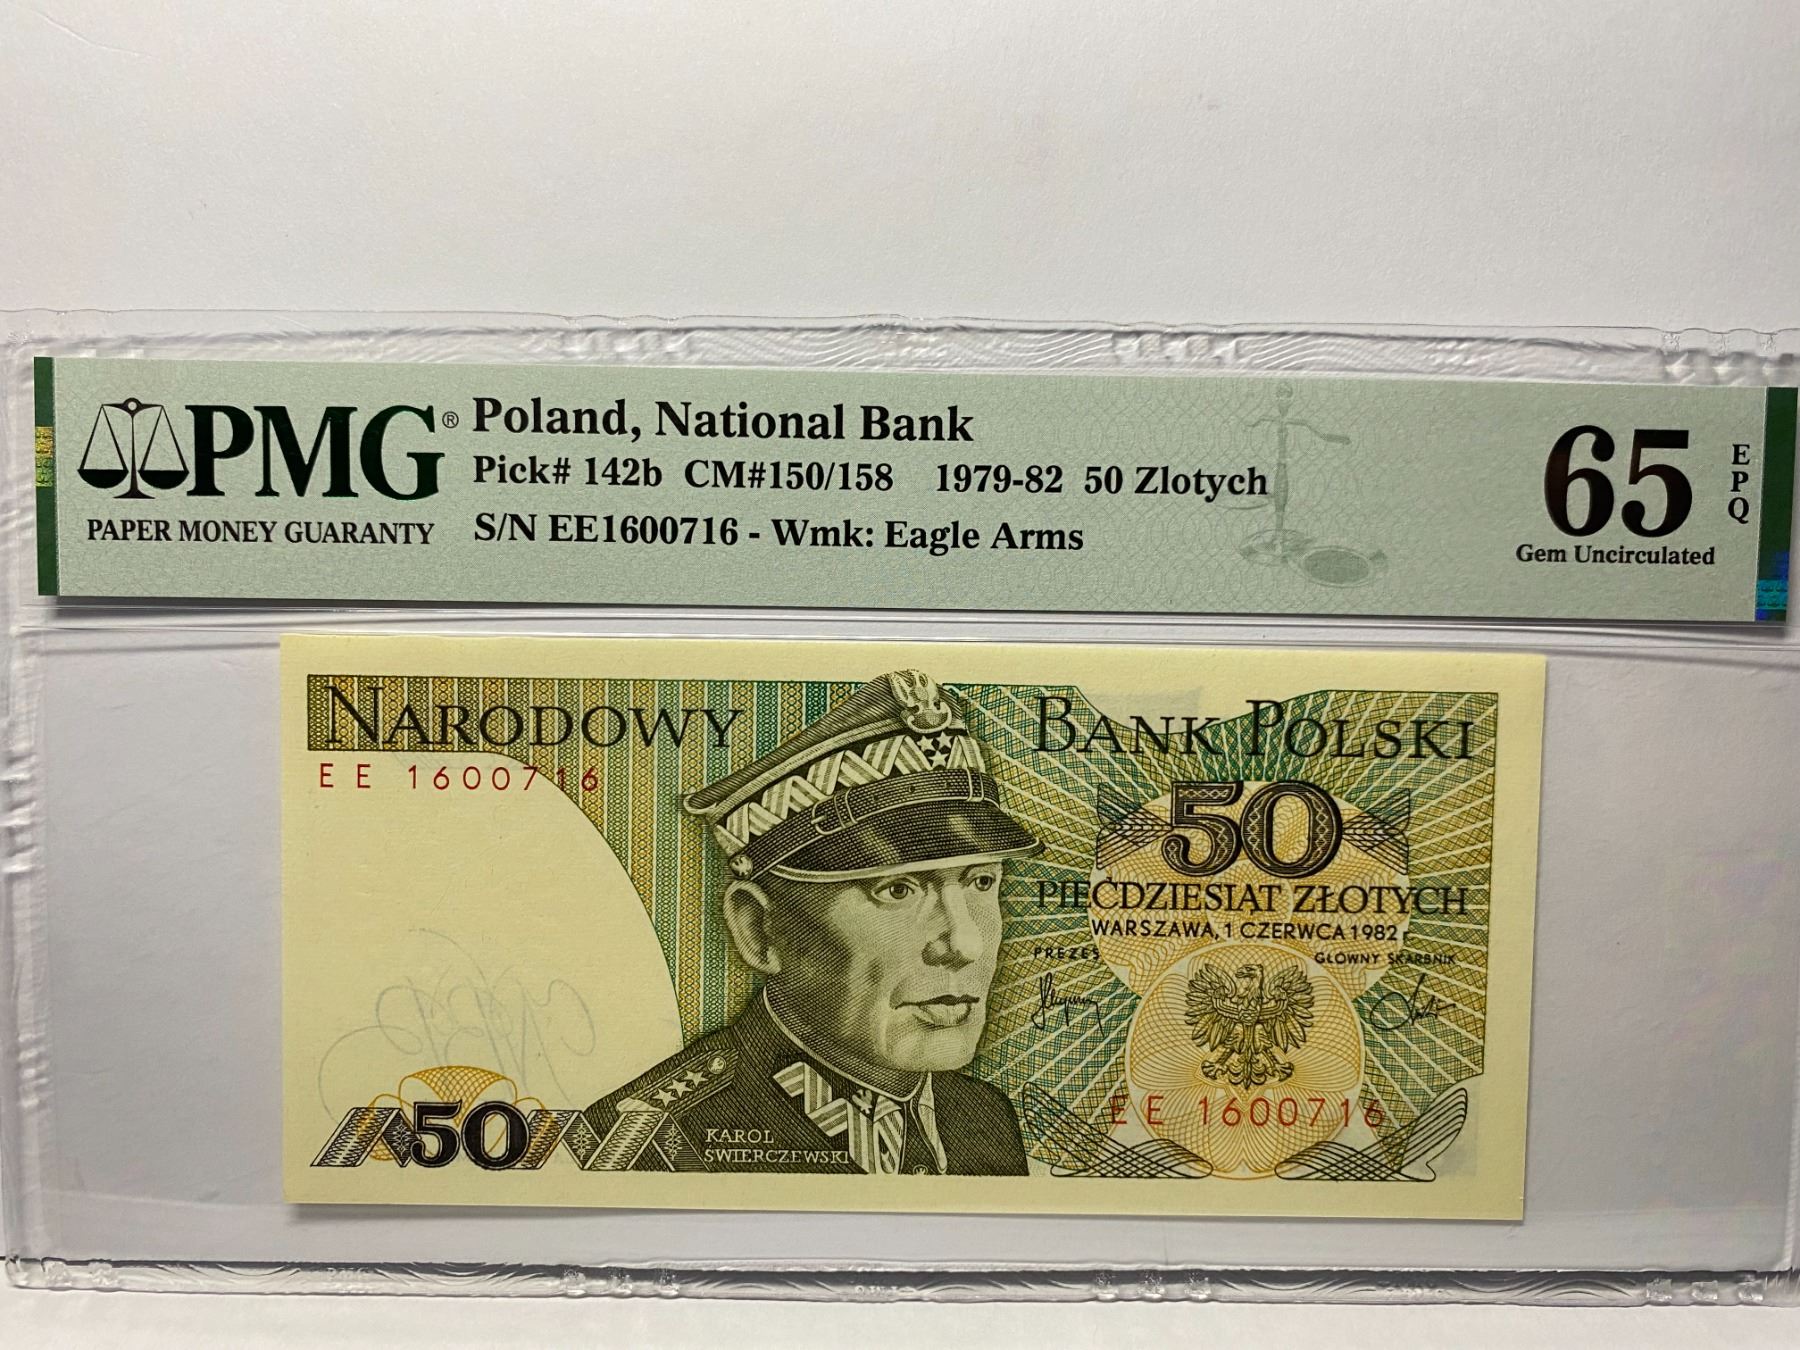 PMG®
PAPER MONEY GUARANTY
Poland, National Bank
Pick# 142b CM#150/158 1979-82 50 Zlotych
S/N EE1600716 - Wmk: Eagle Arms
65
EPQ
Gem Uncirculated
NARODOWY BANK POLSKI
EE 1600716
50
PIĘĆDZIESIĄT ZŁOTYCH
WARSZAWA, 1 CZERWCA 1982 r
PREZES
GŁÓWNY SKARBNIK
EE 1600716
50
KAROL
ŚWIERCZEWSKI